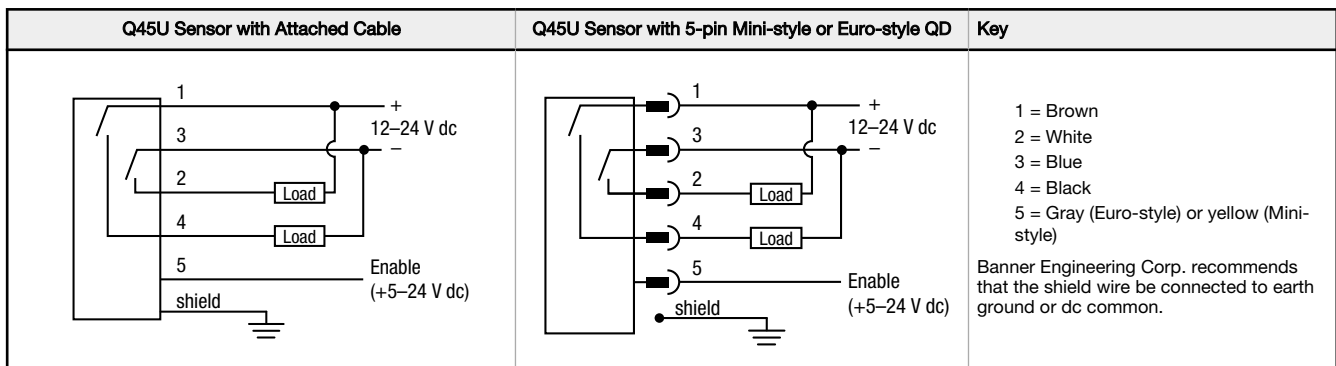 Q45U Sensor with Attached Cable
Q45U Sensor with 5-pin Mini-style or Euro-style QD
Key
1
+
12–24 V dc
3
–
2
Load
4
Load
5
Enable
(+5–24 V dc)
shield
1
+
12–24 V dc
3
–
2
Load
4
Load
5
Enable
(+5–24 V dc)
shield
1 = Brown
2 = White
3 = Blue
4 = Black
5 = Gray (Euro-style) or yellow (Mini-
style)
Banner Engineering Corp. recommends
that the shield wire be connected to earth
ground or dc common.